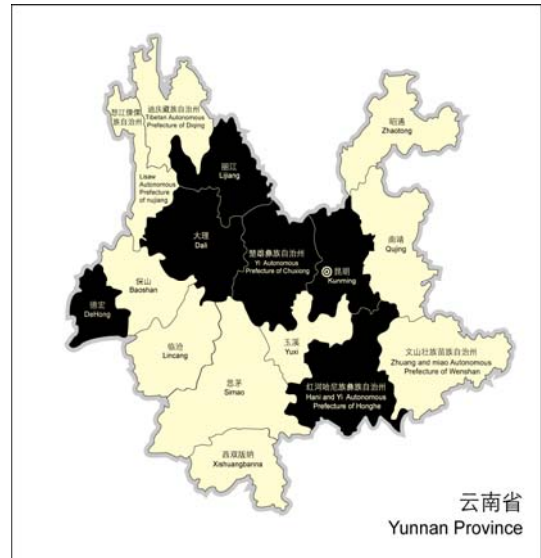 怒江傈僳
族自治州
迪庆藏族自治州
Tibetan Autonomous
Prefecture of Diqing
昭通
Zhaotong
丽江
Lijiang
Lisaw
Autonomous
Prefecture
of nujiang
大理
Dali
楚雄彝族自治州
Yi Autonomous
Prefecture of Chuxiong
昆明
Kunming
曲靖
Qujing
保山
Baoshan
德宏
DeHong
临沧
Lincang
玉溪
Yuxi
思茅
Simao
红河哈尼族彝族自治州
Hani and Yi Autonomous
Prefecture of Honghe
文山壮族苗族自治州
Zhuang and miao Autonomous
Prefecture of Wenshan
西双版纳
Xishuangbanna
云南省
Yunnan Province